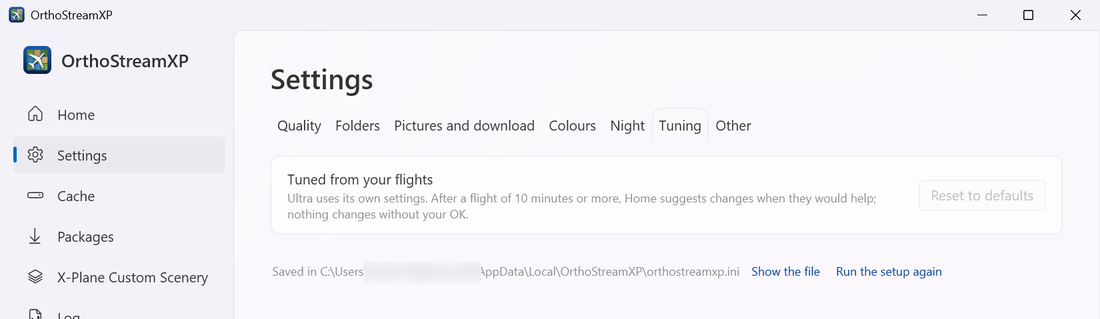 OrthoStreamXP
OrthoStreamXP
Home
Settings
Cache
Packages
X-Plane Custom Scenery
Log
Settings
Quality Folders Pictures and download Colours Night Tuning Other
Tuned from your flights
Ultra uses its own settings. After a flight of 10 minutes or more, Home suggests changes when they would help;
nothing changes without your OK.
Reset to defaults
Saved in C:\Users AppData\Local\OrthoStreamXP\orthostreamxp.ini Show the file Run the setup again